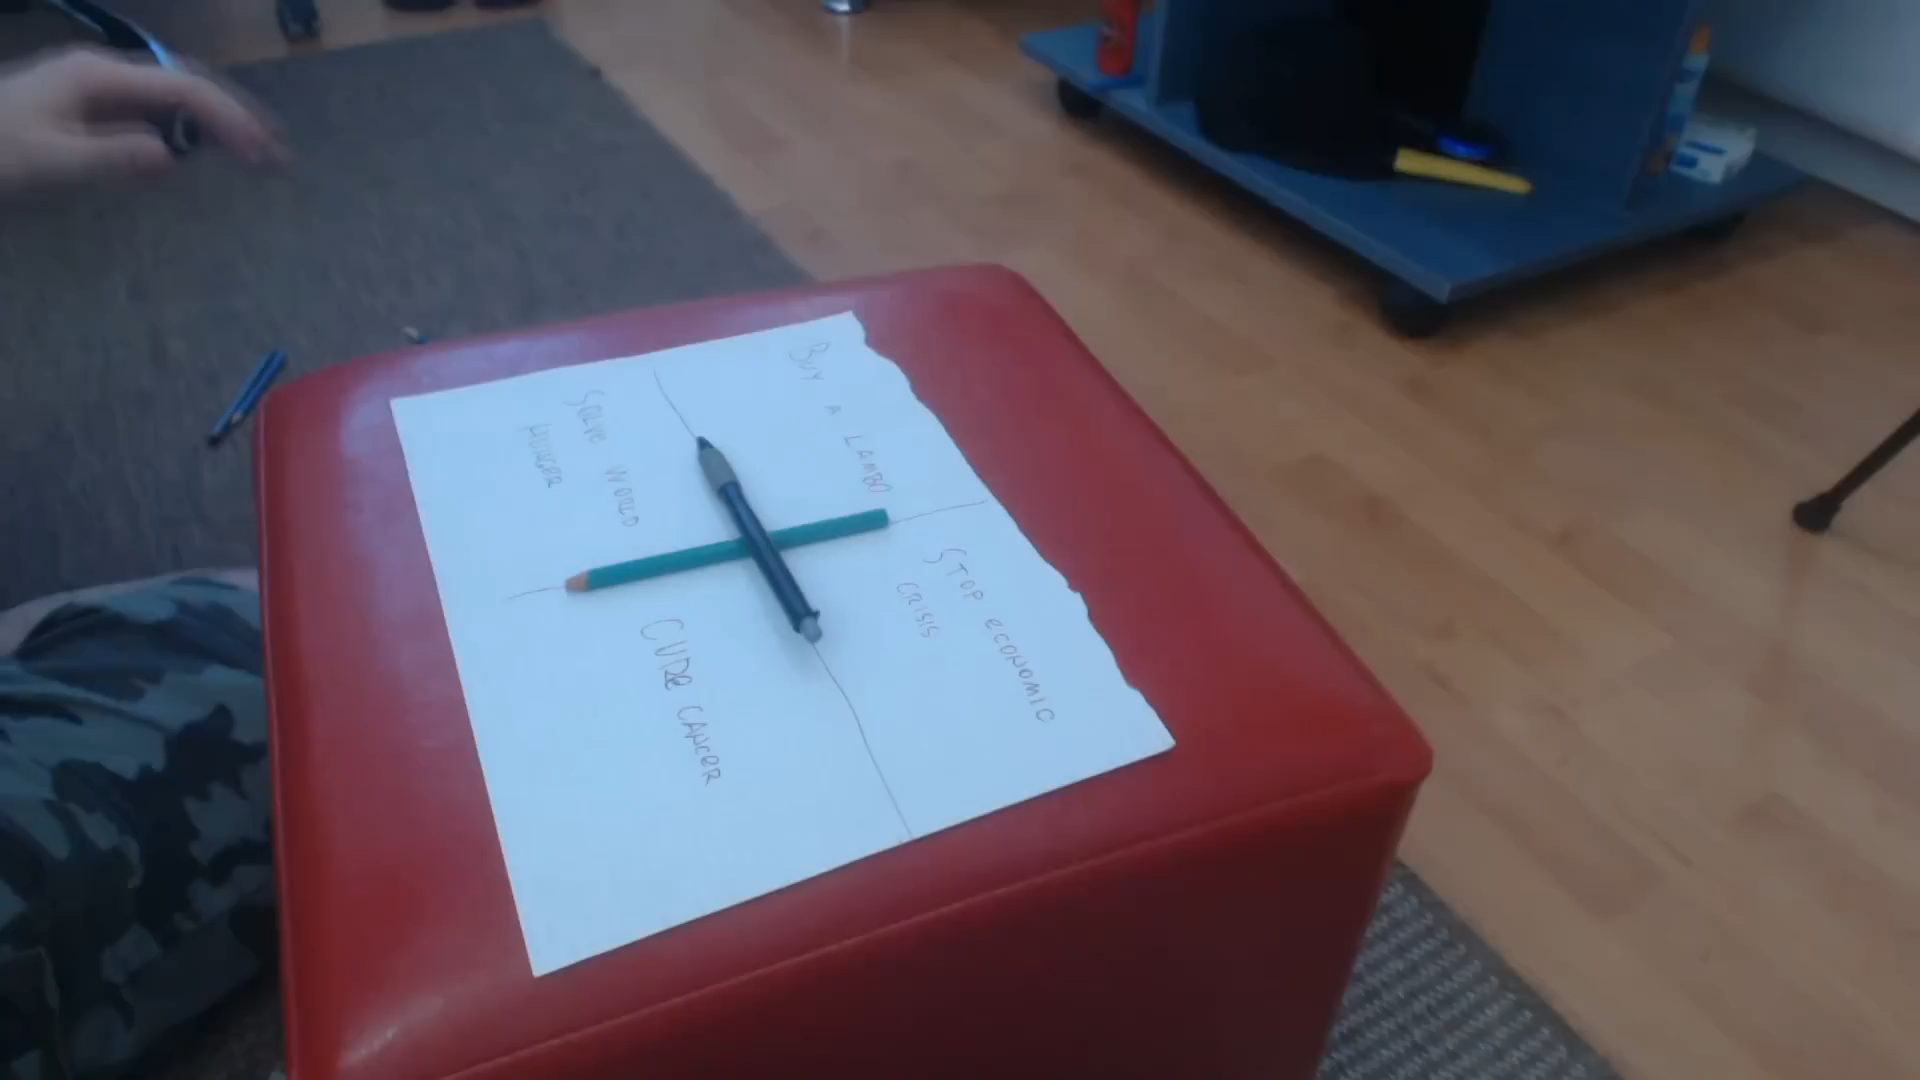 Buy A LAMBO
Solve WORLD
HUNGER
STOP eCONOMIC
CRISIS
CURe CANCeR